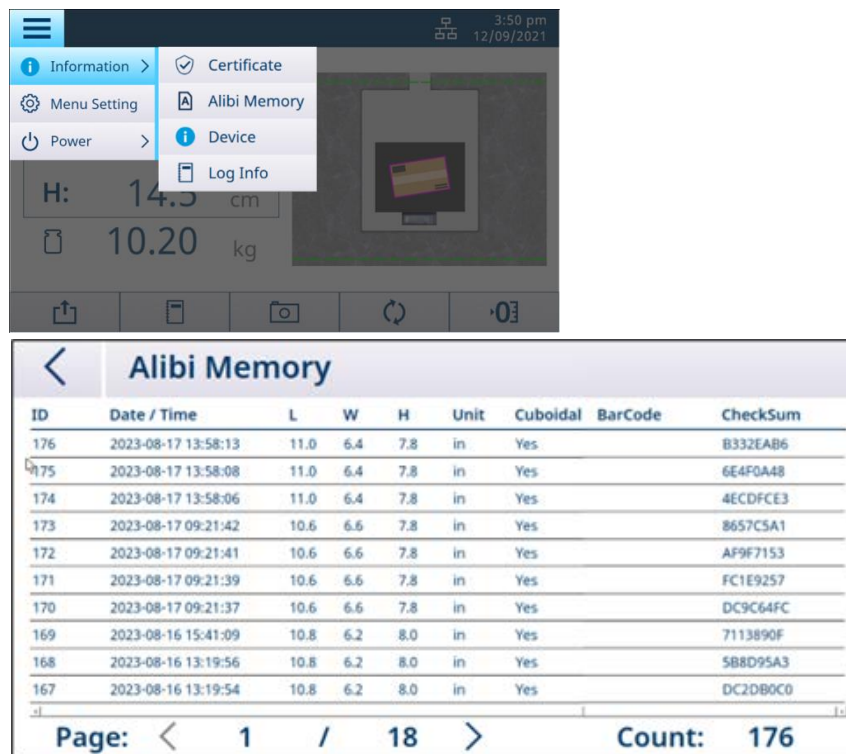 3:50 pm
12/09/2021
Information >
Certificate
Menu Setting
Alibi Memory
Power >
Device
Log Info
H: 14.5 cm
10.20 kg
Alibi Memory
ID Date / Time L W H Unit Cuboidal BarCode CheckSum
176 2023-08-17 13:58:13 11.0 6.4 7.8 in Yes B332EAB6
175 2023-08-17 13:58:08 11.0 6.4 7.8 in Yes 6E4F0A48
174 2023-08-17 13:58:06 11.0 6.4 7.8 in Yes 4ECDFCE3
173 2023-08-17 09:21:42 10.6 6.6 7.8 in Yes 8657C5A1
172 2023-08-17 09:21:41 10.6 6.6 7.8 in Yes AF9F7153
171 2023-08-17 09:21:39 10.6 6.6 7.8 in Yes FC1E9257
170 2023-08-17 09:21:37 10.6 6.6 7.8 in Yes DC9C64FC
169 2023-08-16 15:41:09 10.8 6.2 8.0 in Yes 7113890F
168 2023-08-16 13:19:56 10.8 6.2 8.0 in Yes 5B8D95A3
167 2023-08-16 13:19:54 10.8 6.2 8.0 in Yes DC2DB0C0
Page: < 1 / 18 > Count: 176